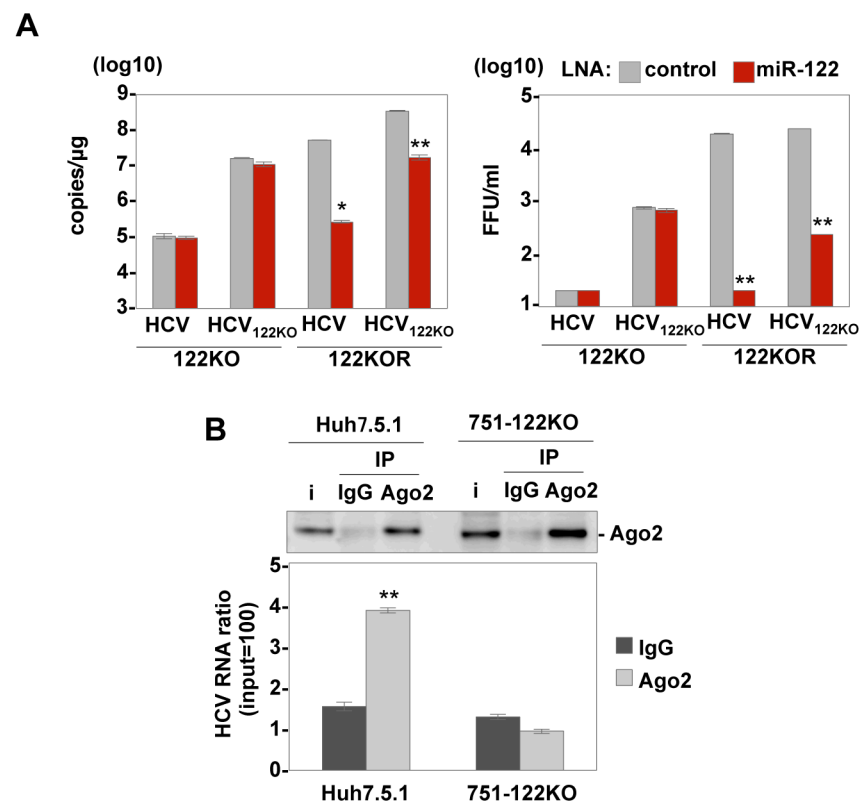 A
(log10)
copies/µg
9
8
7
6
5
4
3
*
**
HCV HCV122KO HCV HCV122KO
122KO 122KOR
(log10) LNA: control miR-122
FFU/ml
5
4
3
2
1
**
**
HCV HCV122KO HCV HCV122KO
122KO 122KOR
B
Huh7.5.1 751-122KO
IP IP
i IgG Ago2 i IgG Ago2
- Ago2
HCV RNA ratio
(input=100)
5
4
3
2
1
0
**
IgG
Ago2
Huh7.5.1 751-122KO